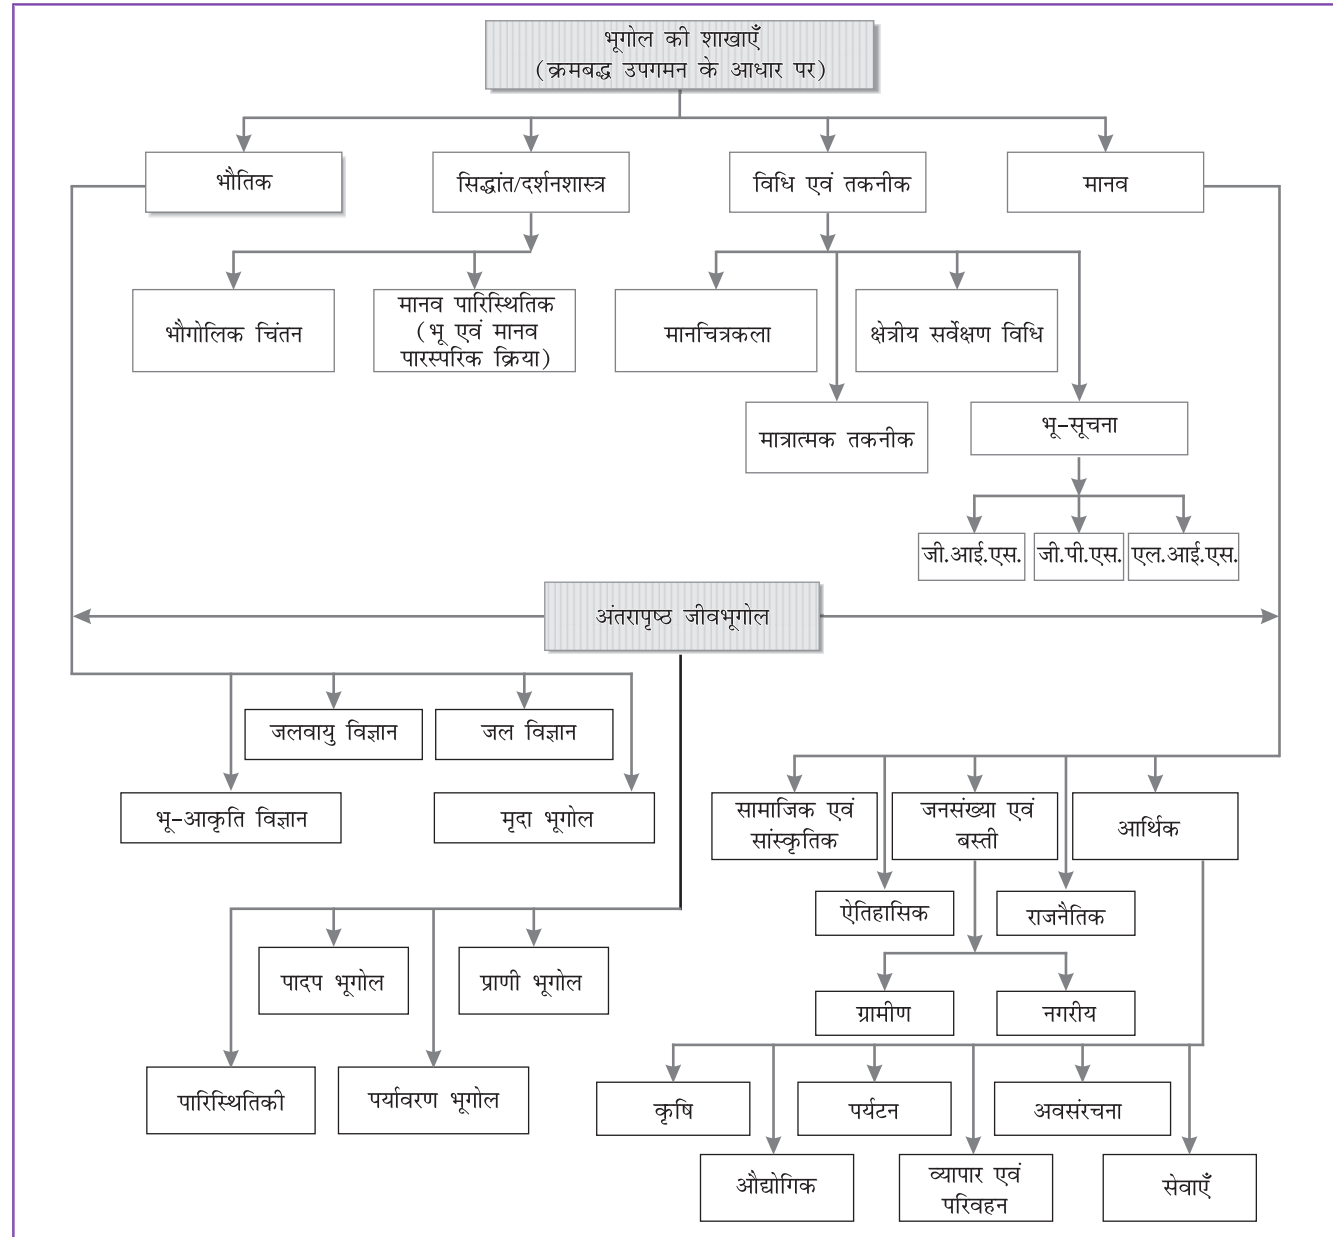 भूगोल की शाखाएँ
(क्रमबद्ध उपगमन के आधार पर)
भौतिक
सिद्धांत/दर्शनशास्त्र
विधि एवं तकनीक
मानव
भौगोलिक चिंतन
मानव पारिस्थितिक
(भू एवं मानव
पारस्परिक क्रिया)
मानचित्रकला
क्षेत्रीय सर्वेक्षण विधि
मात्रात्मक तकनीक
भू-सूचना
जी.आई.एस.
जी.पी.एस.
एल.आई.एस.
अंतरापृष्ठ जीवभूगोल
जलवायु विज्ञान
जल विज्ञान
भू-आकृति विज्ञान
मृदा भूगोल
सामाजिक एवं
सांस्कृतिक
जनसंख्या एवं
बस्ती
आर्थिक
ऐतिहासिक
राजनैतिक
पादप भूगोल
प्राणी भूगोल
ग्रामीण
नगरीय
पारिस्थितिकी
पर्यावरण भूगोल
कृषि
पर्यटन
अवसंरचना
औद्योगिक
व्यापार एवं
परिवहन
सेवाएँ